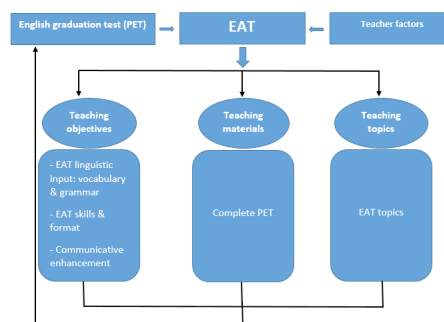 English graduation test (PET)
EAT
Teacher factors
Teaching
objectives
Teaching
materials
Teaching
topics
- EAT linguistic
input: vocabulary
& grammar
- EAT skills &
format
- Communicative
enhancement
Complete PET
EAT topics